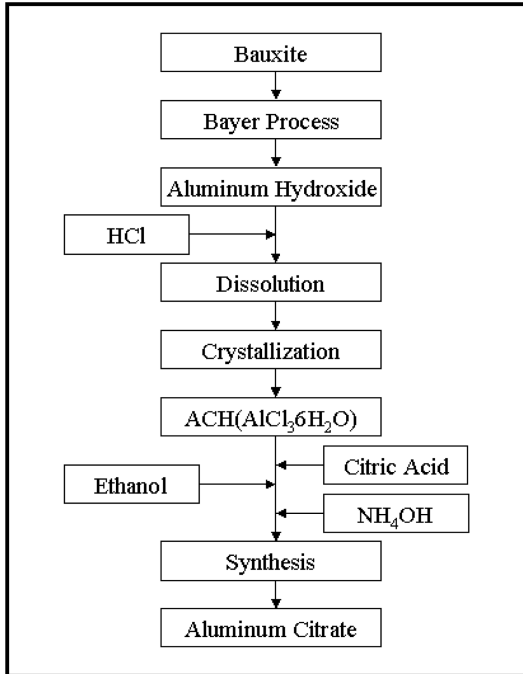 Bauxite
Bayer Process
Aluminum Hydroxide
HCl
Dissolution
Crystallization
ACH(AlCl₃6H₂O)
Citric Acid
Ethanol
NH₄OH
Synthesis
Aluminum Citrate